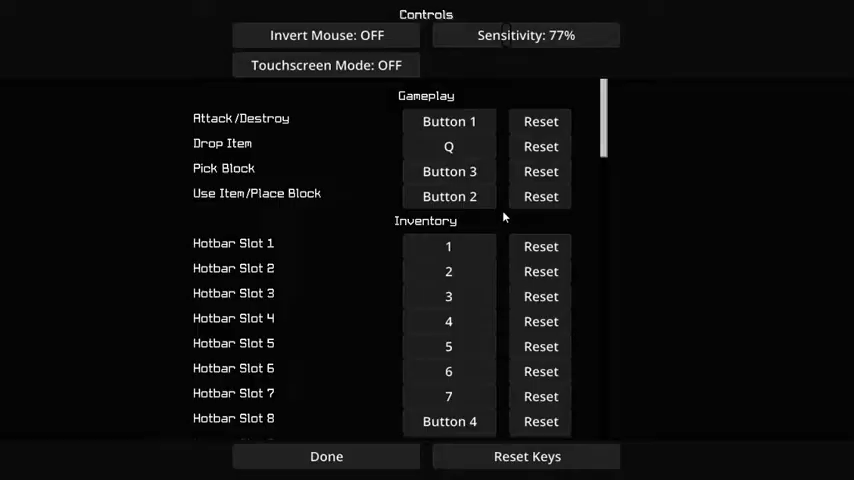 Controls
Invert Mouse: OFF Sensitivity: 77%
Touchscreen Mode: OFF
Gameplay
Attack/Destroy Button 1 Reset
Drop Item Q Reset
Pick Block Button 3 Reset
Use Item/Place Block Button 2 Reset
Inventory
Hotbar Slot 1 1 Reset
Hotbar Slot 2 2 Reset
Hotbar Slot 3 3 Reset
Hotbar Slot 4 4 Reset
Hotbar Slot 5 5 Reset
Hotbar Slot 6 6 Reset
Hotbar Slot 7 7 Reset
Hotbar Slot 8 Button 4 Reset
Done Reset Keys